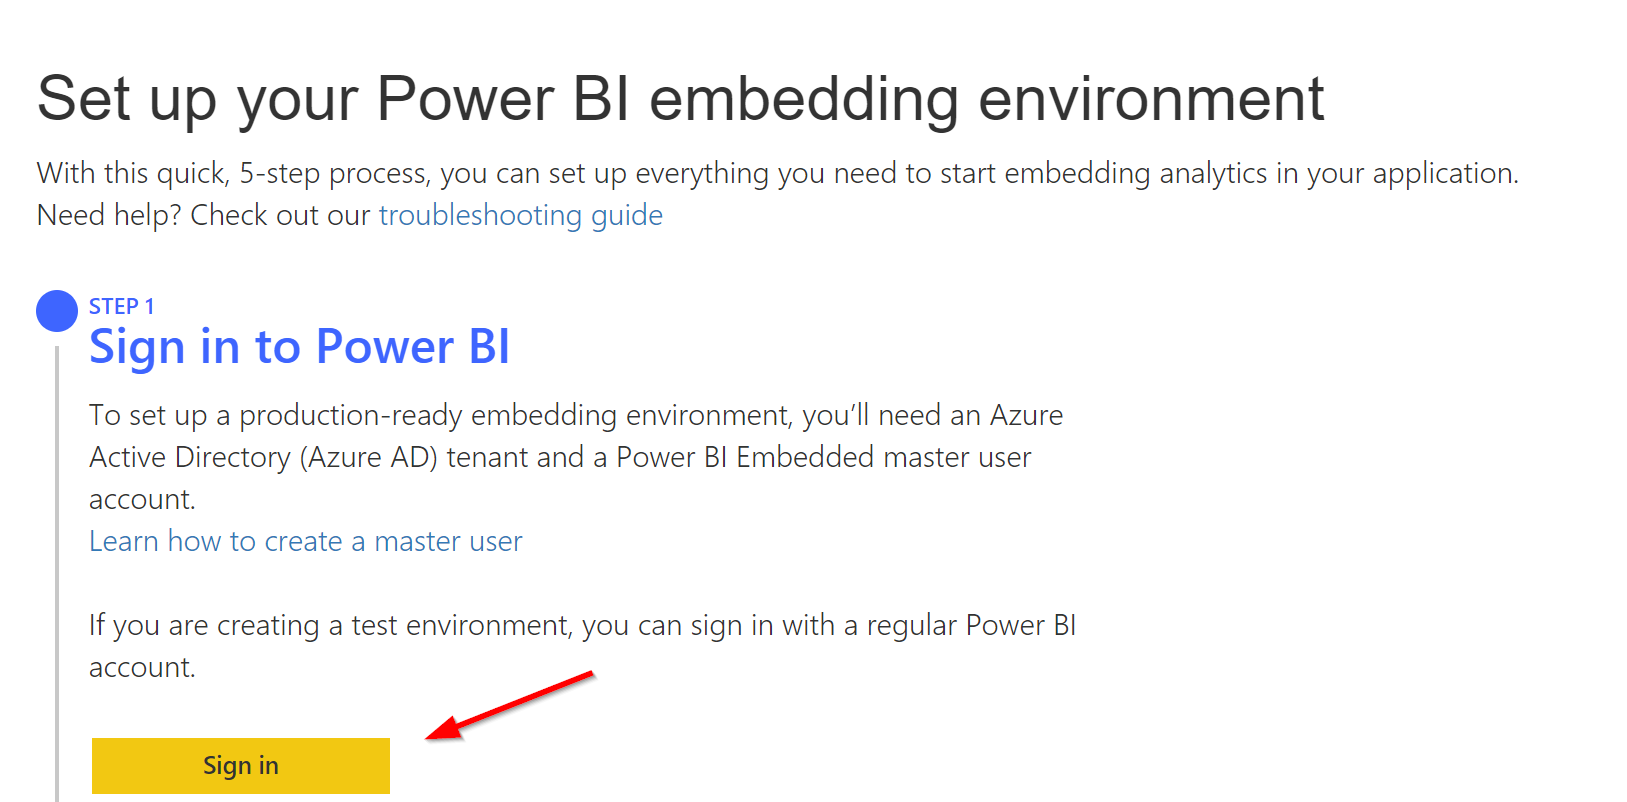 Set up your Power BI embedding environment
With this quick, 5-step process, you can set up everything you need to start embedding analytics in your application.
Need help? Check out our troubleshooting guide
STEP 1
Sign in to Power BI
To set up a production-ready embedding environment, you’ll need an Azure
Active Directory (Azure AD) tenant and a Power BI Embedded master user
account.
Learn how to create a master user
If you are creating a test environment, you can sign in with a regular Power BI
account.
Sign in